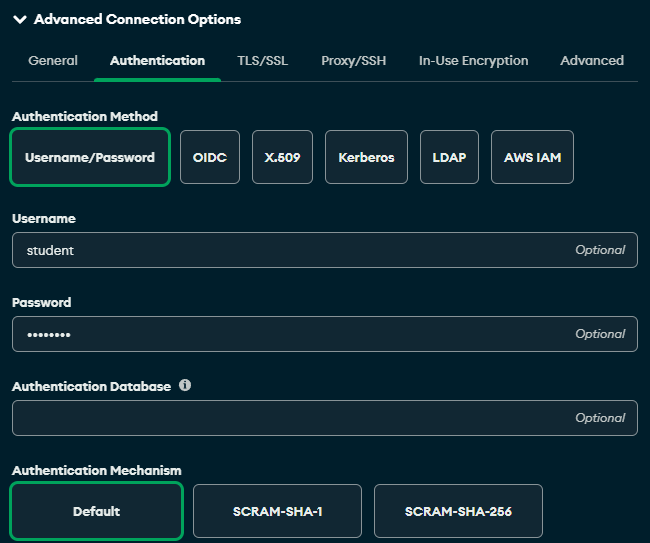 Advanced Connection Options
General Authentication TLS/SSL Proxy/SSH In-Use Encryption Advanced
Authentication Method
Username/Password OIDC X.509 Kerberos LDAP AWS IAM
Username
student Optional
Password
•••••••• Optional
Authentication Database
Optional
Authentication Mechanism
Default SCRAM-SHA-1 SCRAM-SHA-256